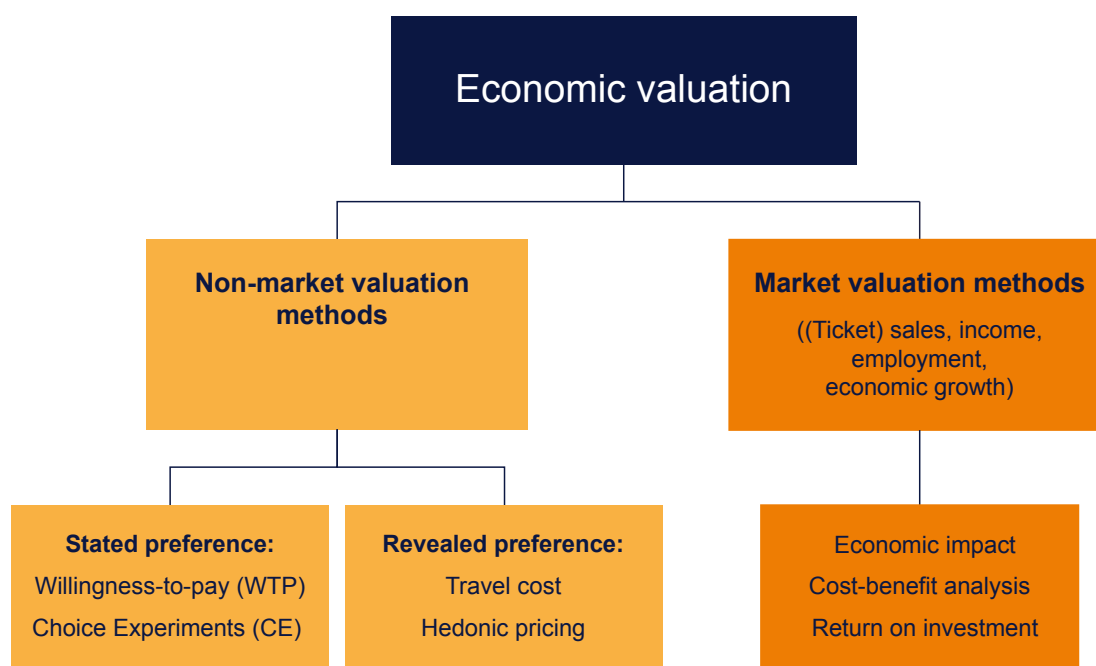 Economic valuation
Non-market valuation
methods
Market valuation methods
((Ticket) sales, income,
employment,
economic growth)
Stated preference:
Willingness-to-pay (WTP)
Choice Experiments (CE)
Revealed preference:
Travel cost
Hedonic pricing
Economic impact
Cost-benefit analysis
Return on investment